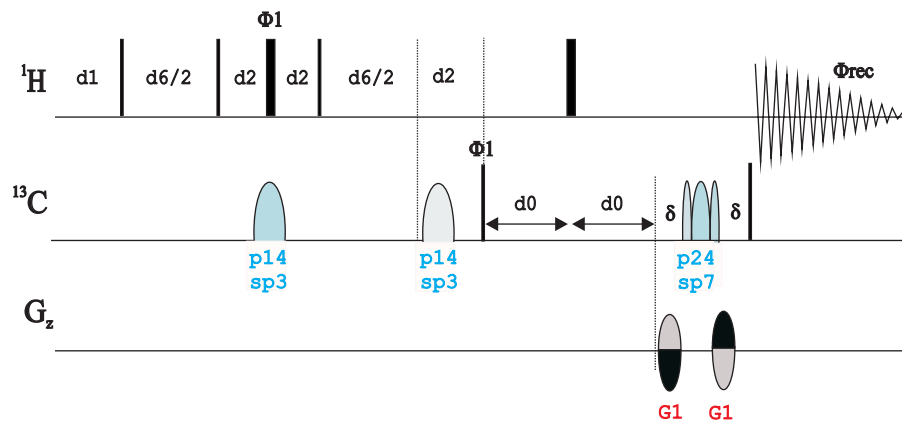 Φ1
¹H
d1 d6/2 d2 d2 d6/2 d2
Φrec
Φ1
¹³C
d0 d0 δ δ
p14 p14 p24
sp3 sp3 sp7
Gz
G1 G1